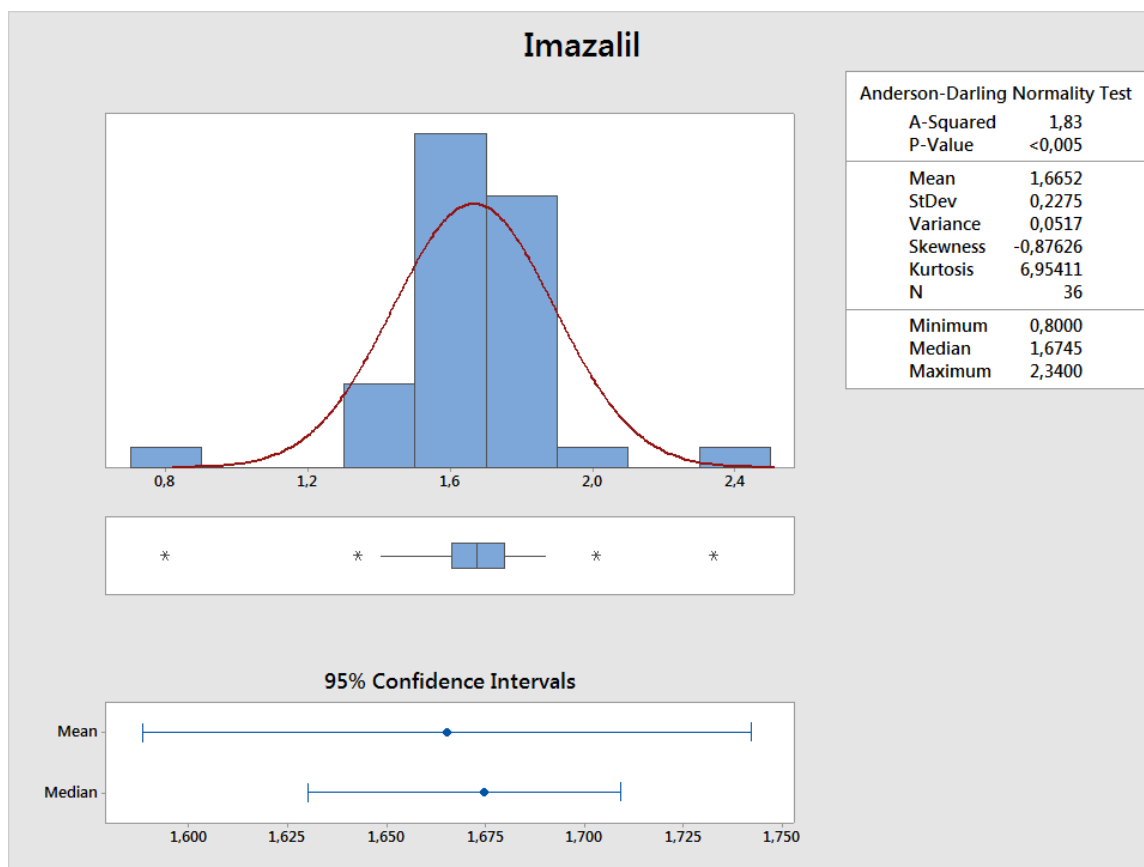 Imazalil
Anderson-Darling Normality Test
A-Squared 1,83
P-Value <0,005
Mean 1,6652
StDev 0,2275
Variance 0,0517
Skewness -0,87626
Kurtosis 6,95411
N 36
Minimum 0,8000
Median 1,6745
Maximum 2,3400
0,8 1,2 1,6 2,0 2,4
95% Confidence Intervals
Mean
Median
1,600 1,625 1,650 1,675 1,700 1,725 1,750